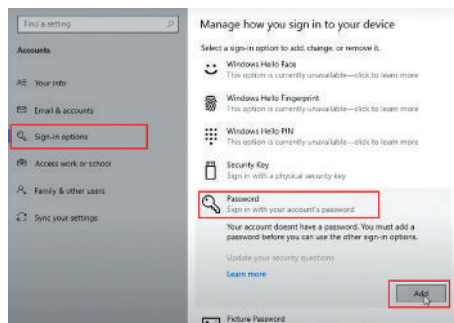 Find a setting
Accounts
Your info
Email & accounts
Sign-in options
Access work or school
Family & other users
Sync your settings
Manage how you sign in to your device
Select a sign-in option to add, change, or remove it.
Windows Hello Face
This option is currently unavailable—click to learn more
Windows Hello Fingerprint
This option is currently unavailable—click to learn more
Windows Hello PIN
This option is currently unavailable—click to learn more
Security Key
Sign in with a physical security key
Password
Sign in with your account's password
Your account doesnt have a password. You must add a
password before you can use the other sign-in options.
Update your security questions
Learn more
Add
Picture Password